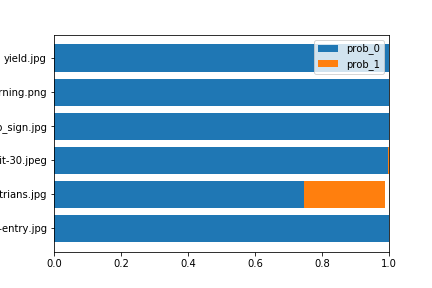 prob_0
prob_1
yield.jpg
rning.png
o_sign.jpg
it-30.jpeg
trians.jpg
-entry.jpg
0.0 0.2 0.4 0.6 0.8 1.0